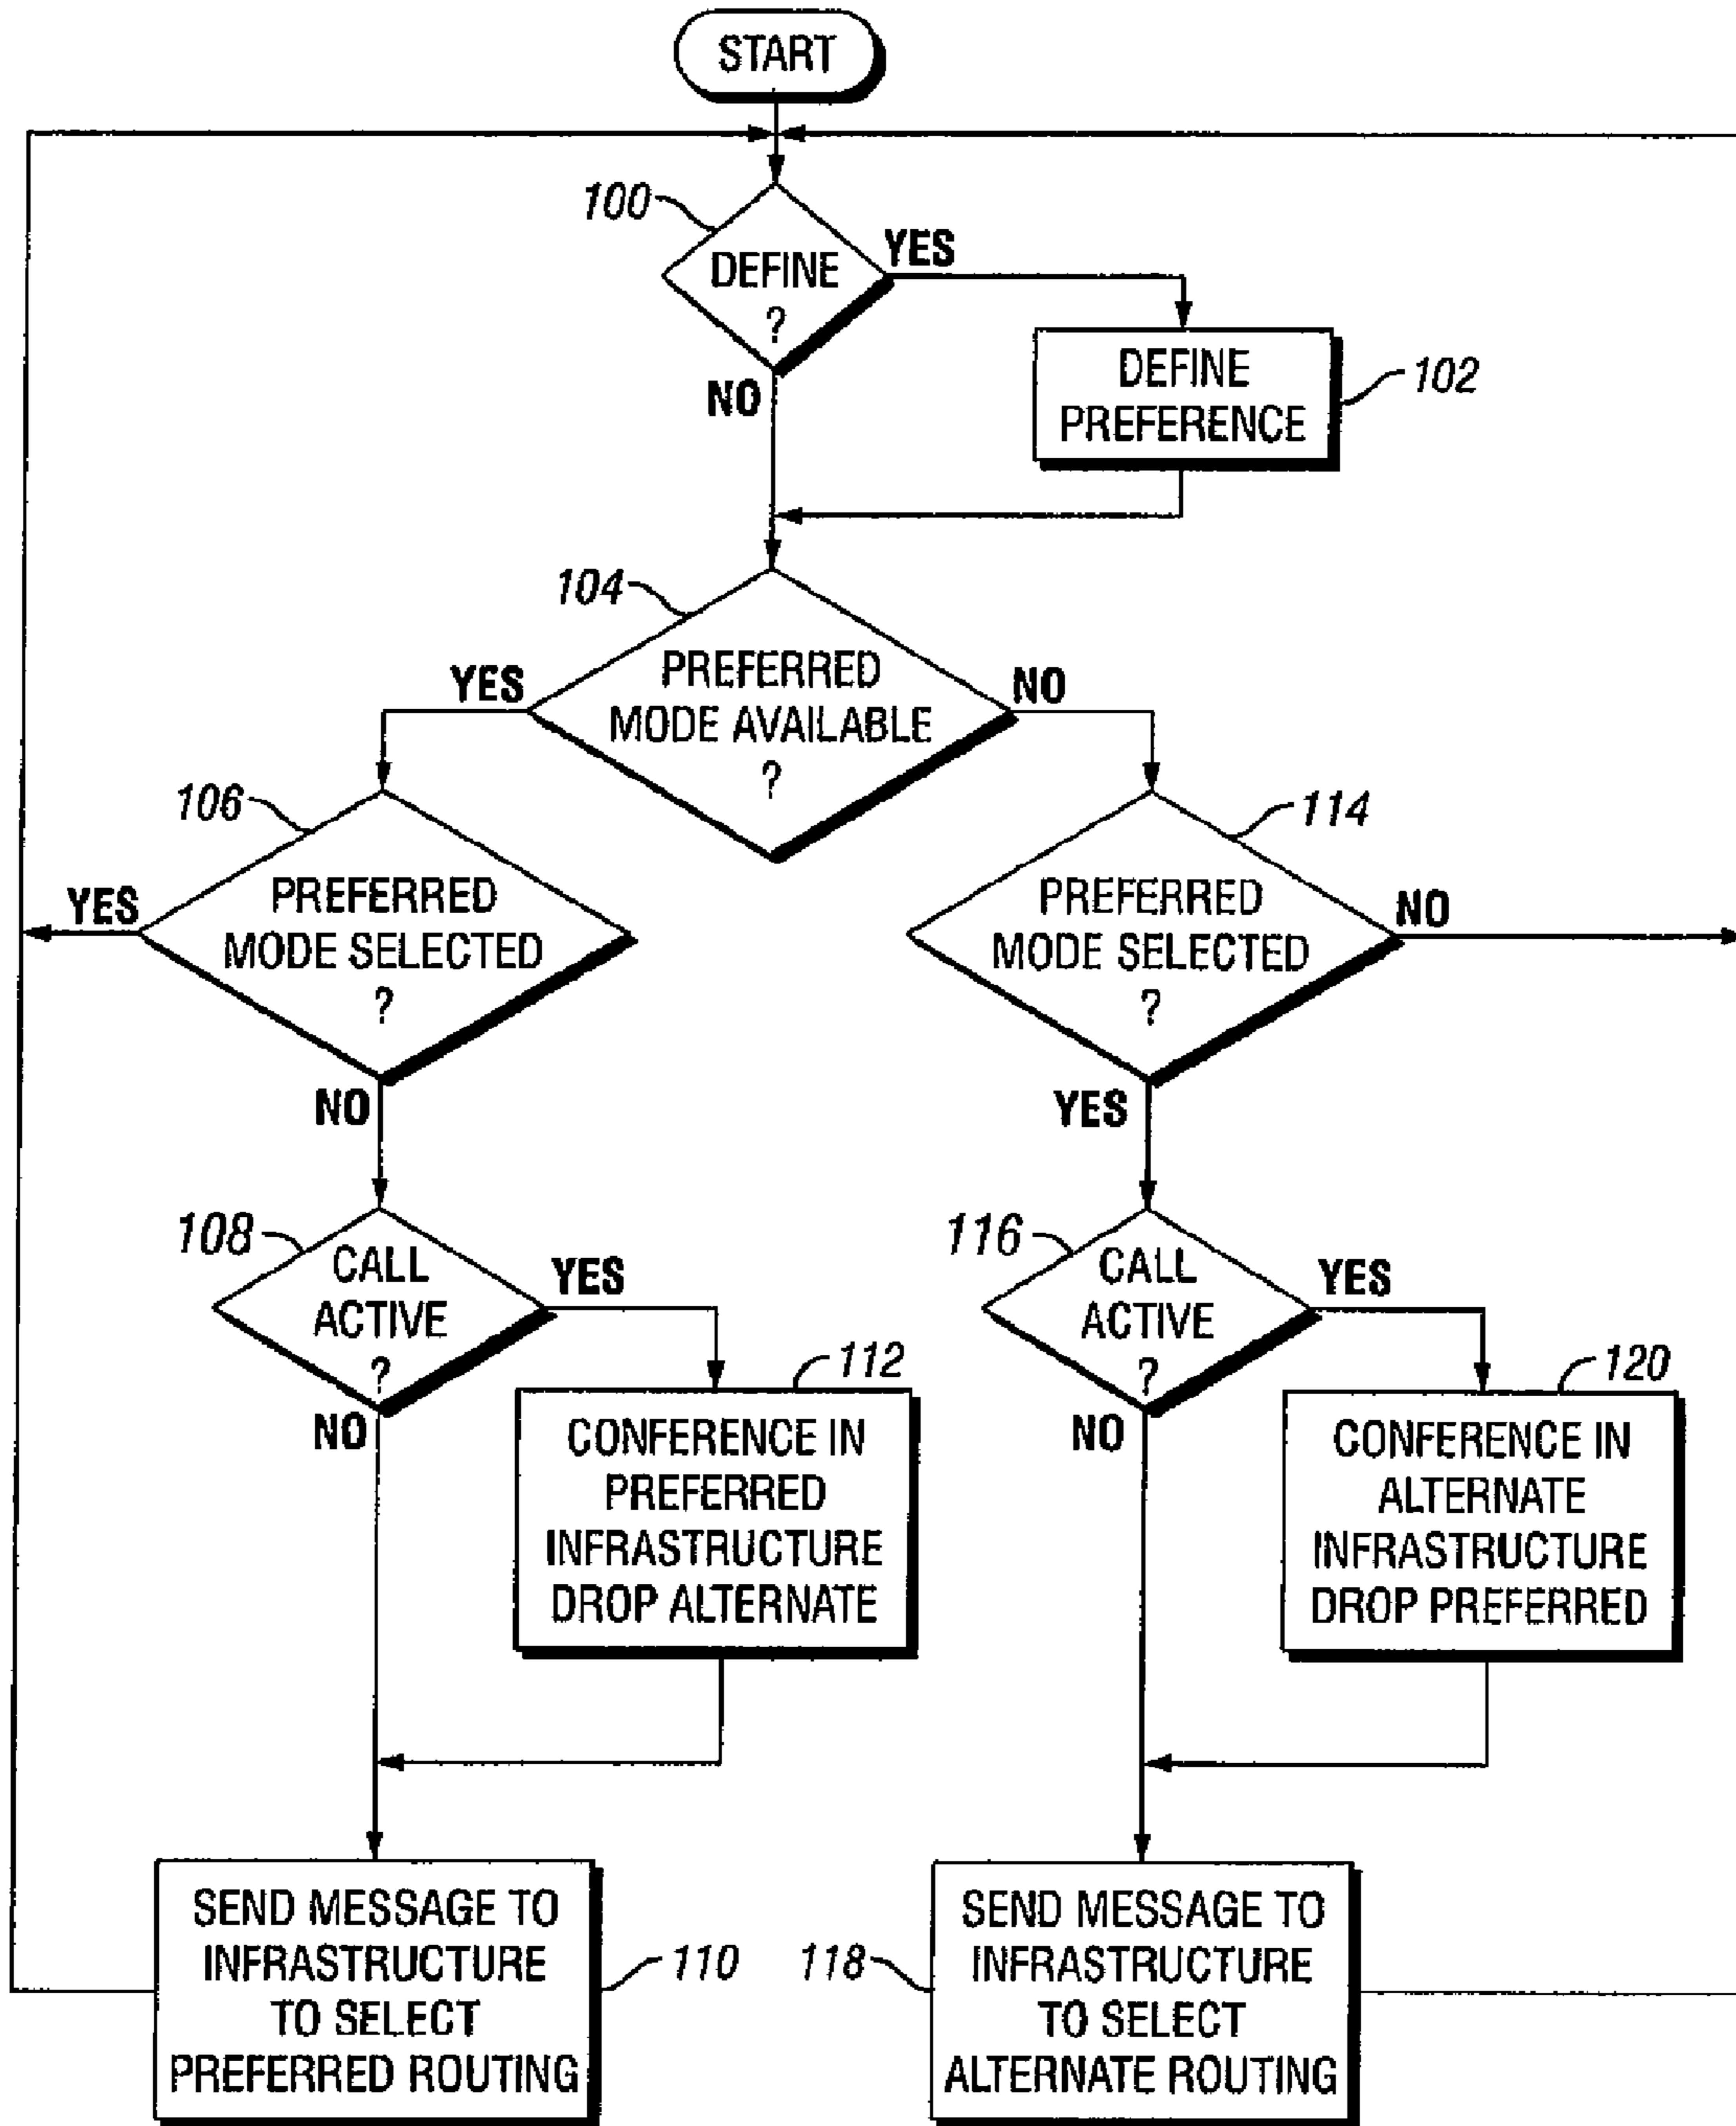 START
100
DEFINE
?
YES
NO
DEFINE
PREFERENCE
102
104
PREFERRED
MODE AVAILABLE
?
YES
NO
106
PREFERRED
MODE SELECTED
?
YES
NO
114
PREFERRED
MODE SELECTED
?
NO
YES
108
CALL
ACTIVE
?
YES
NO
112
CONFERENCE IN
PREFERRED
INFRASTRUCTURE
DROP ALTERNATE
116
CALL
ACTIVE
?
YES
NO
120
CONFERENCE IN
ALTERNATE
INFRASTRUCTURE
DROP PREFERRED
SEND MESSAGE TO
INFRASTRUCTURE
TO SELECT
PREFERRED ROUTING
110
118
SEND MESSAGE TO
INFRASTRUCTURE
TO SELECT
ALTERNATE ROUTING